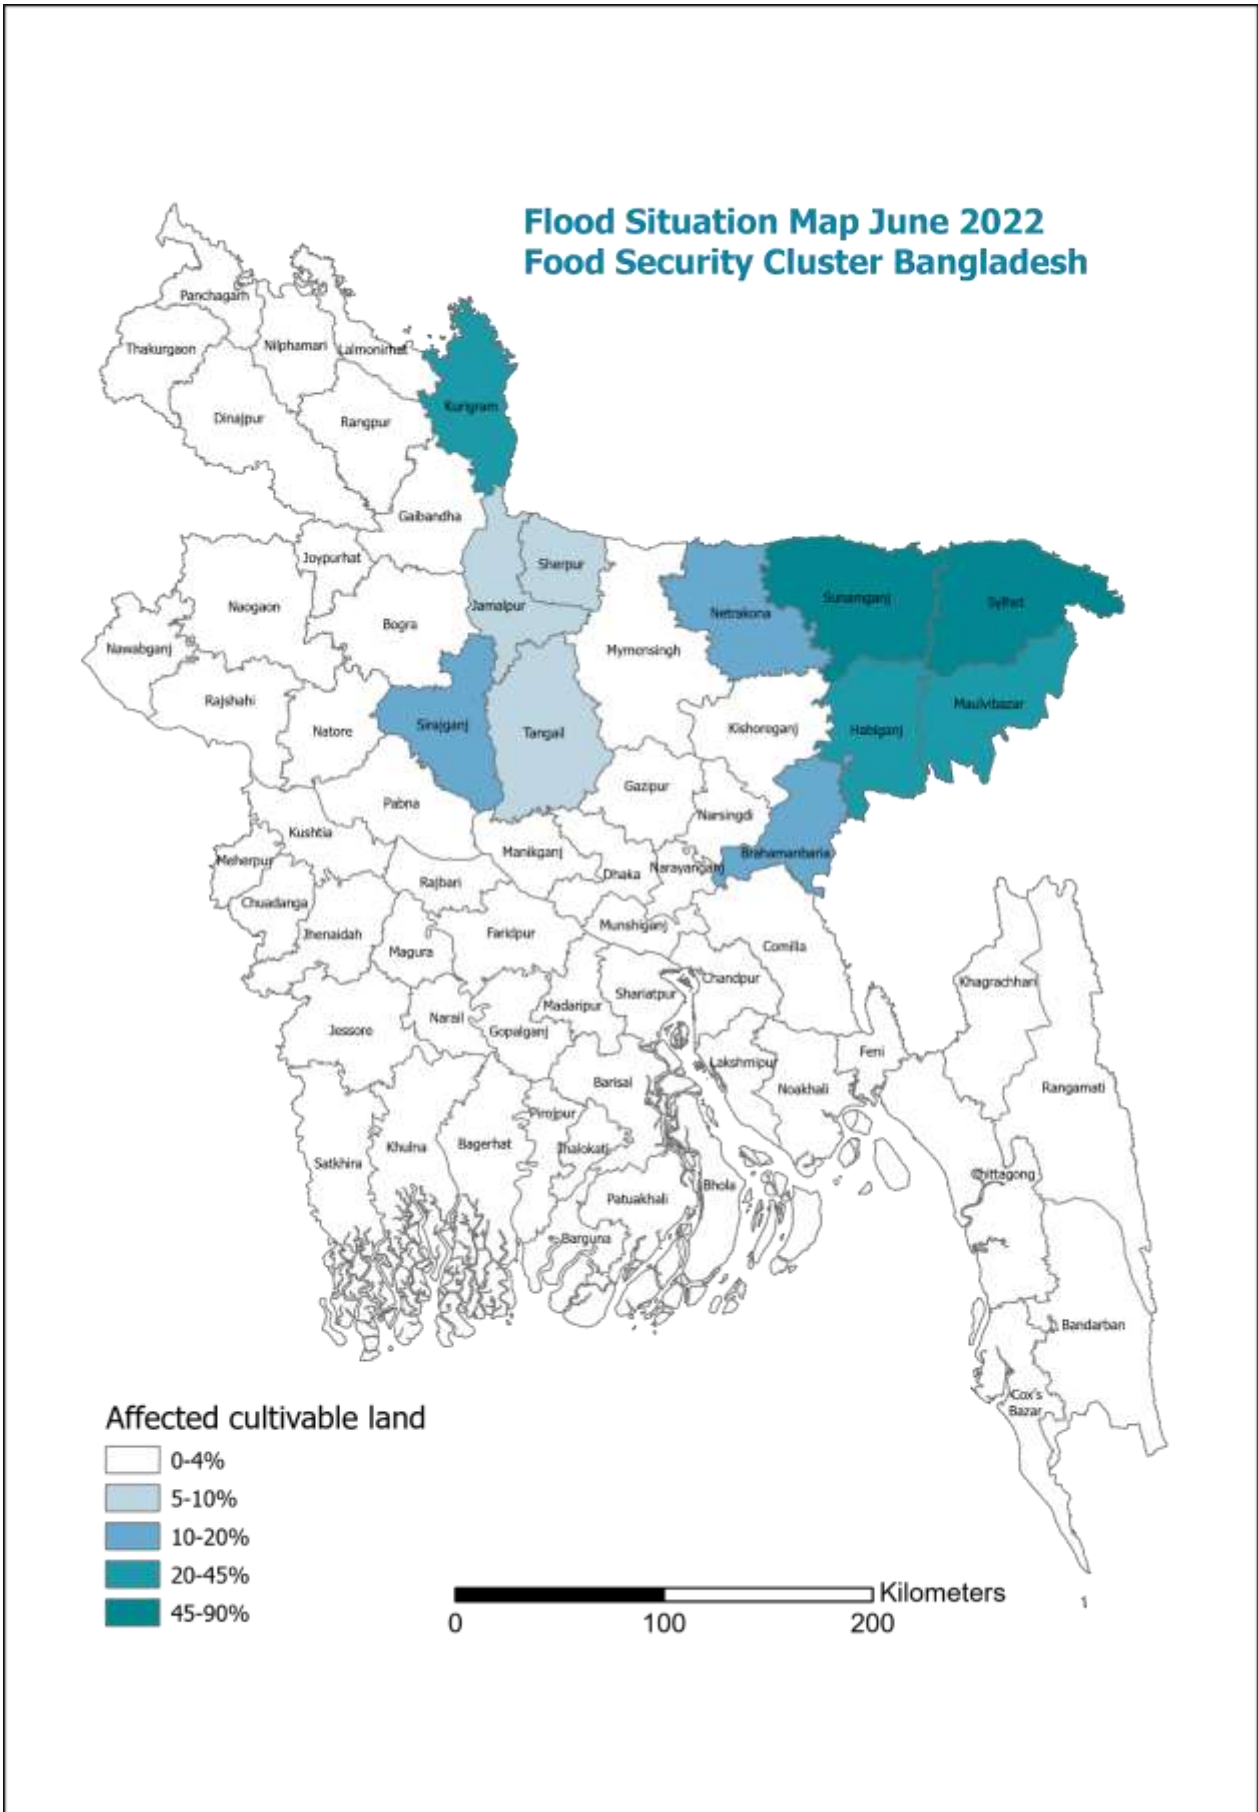 Flood Situation Map June 2022
Food Security Cluster Bangladesh
Panchagarh
Thakurgaon
Nilphamari
Lalmonirhat
Dinajpur
Rangpur
Kurigram
Gaibandha
Joypurhat
Sherpur
Naogaon
Jamalpur
Bogra
Netrakona
Sunamganj
Sylhet
Nawabganj
Mymensingh
Rajshahi
Natore
Sirajganj
Tangail
Kishoreganj
Habiganj
Maulvibazar
Pabna
Gazipur
Narsingdi
Kushtia
Meherpur
Manikganj
Dhaka
Narayanganj
Brahamanbaria
Rajbari
Chuadanga
Jhenaidah
Magura
Faridpur
Munshiganj
Comilla
Chandpur
Khagrachhari
Jessore
Narail
Gopalganj
Madaripur
Shariatpur
Lakshmipur
Feni
Noakhali
Rangamati
Barisal
Pirojpur
Jhalokati
Satkhira
Khulna
Bagerhat
Patuakhali
Bhola
Chittagong
Barguna
Bandarban
Cox's
Bazar
Affected cultivable land
0-4%
5-10%
10-20%
20-45%
45-90%
Kilometers
0 100 200
1